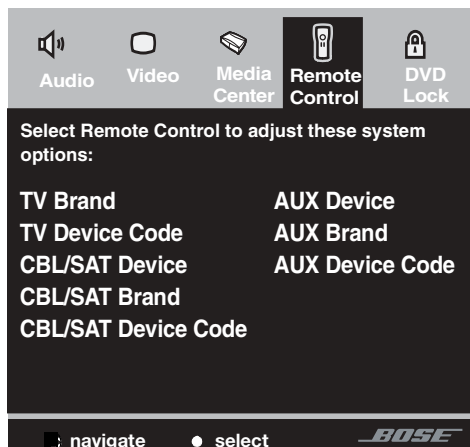 Audio
Video
Media Center
Remote Control
DVD Lock
Select Remote Control to adjust these system
options:
TV Brand
TV Device Code
CBL/SAT Device
CBL/SAT Brand
CBL/SAT Device Code
AUX Device
AUX Brand
AUX Device Code
: navigate
select
BOSE